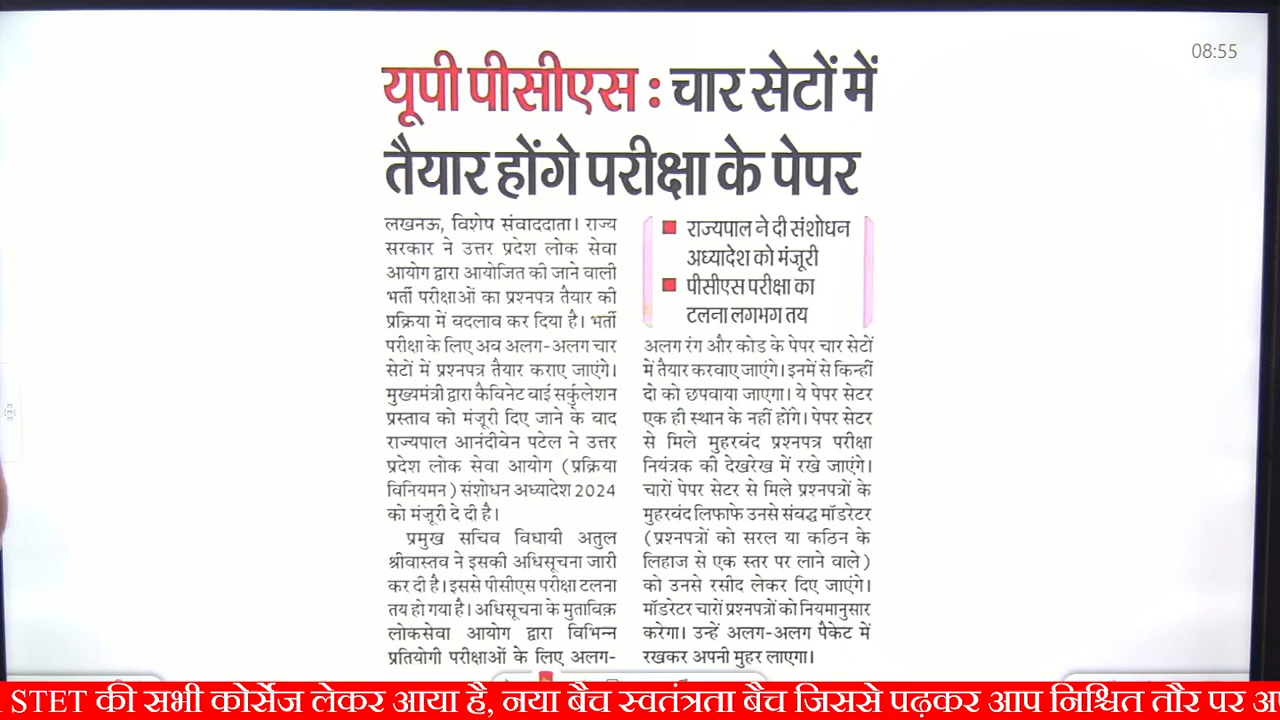 08:55
यूपी पीसीएस : चार सेटों में
तैयार होंगे परीक्षा के पेपर
लखनऊ, विशेष संवाददाता। राज्य
सरकार ने उत्तर प्रदेश लोक सेवा
आयोग द्वारा आयोजित की जाने वाली
भर्ती परीक्षाओं का प्रश्नपत्र तैयार की
प्रक्रिया में बदलाव कर दिया है। भर्ती
परीक्षा के लिए अब अलग-अलग चार
सेटों में प्रश्नपत्र तैयार कराए जाएंगे।
मुख्यमंत्री द्वारा कैबिनेट बाई सर्कुलेशन
प्रस्ताव को मंजूरी दिए जाने के बाद
राज्यपाल आनंदीबेन पटेल ने उत्तर
प्रदेश लोक सेवा आयोग (प्रक्रिया
विनियमन) संशोधन अध्यादेश 2024
को मंजूरी दे दी है।
प्रमुख सचिव विधायी अतुल
श्रीवास्तव ने इसकी अधिसूचना जारी
कर दी है। इससे पीसीएस परीक्षा टलना
तय हो गया है। अधिसूचना के मुताबिक़
लोकसेवा आयोग द्वारा विभिन्न
प्रतियोगी परीक्षाओं के लिए अलग-
राज्यपाल ने दी संशोधन
अध्यादेश को मंजूरी
पीसीएस परीक्षा का
टलना लगभग तय
अलग रंग और कोड के पेपर चार सेटों
में तैयार करवाए जाएंगे। इनमें से किन्हीं
दो को छपवाया जाएगा। ये पेपर सेटर
एक ही स्थान के नहीं होंगे। पेपर सेटर
से मिले मुहरबंद प्रश्नपत्र परीक्षा
नियंत्रक की देखरेख में रखे जाएंगे।
चारों पेपर सेटर से मिले प्रश्नपत्रों के
मुहरबंद लिफाफे उनसे संबद्ध मॉडरेटर
(प्रश्नपत्रों को सरल या कठिन के
लिहाज से एक स्तर पर लाने वाले)
को उनसे रसीद लेकर दिए जाएंगे।
मॉडरेटर चारों प्रश्नपत्रों को नियमानुसार
करेगा। उन्हें अलग-अलग पैकेट में
रखकर अपनी मुहर लाएगा।
STET की सभी कोर्सेज लेकर आया है, नया बैच स्वतंत्रता बैच जिससे पढ़कर आप निश्चित तौर पर